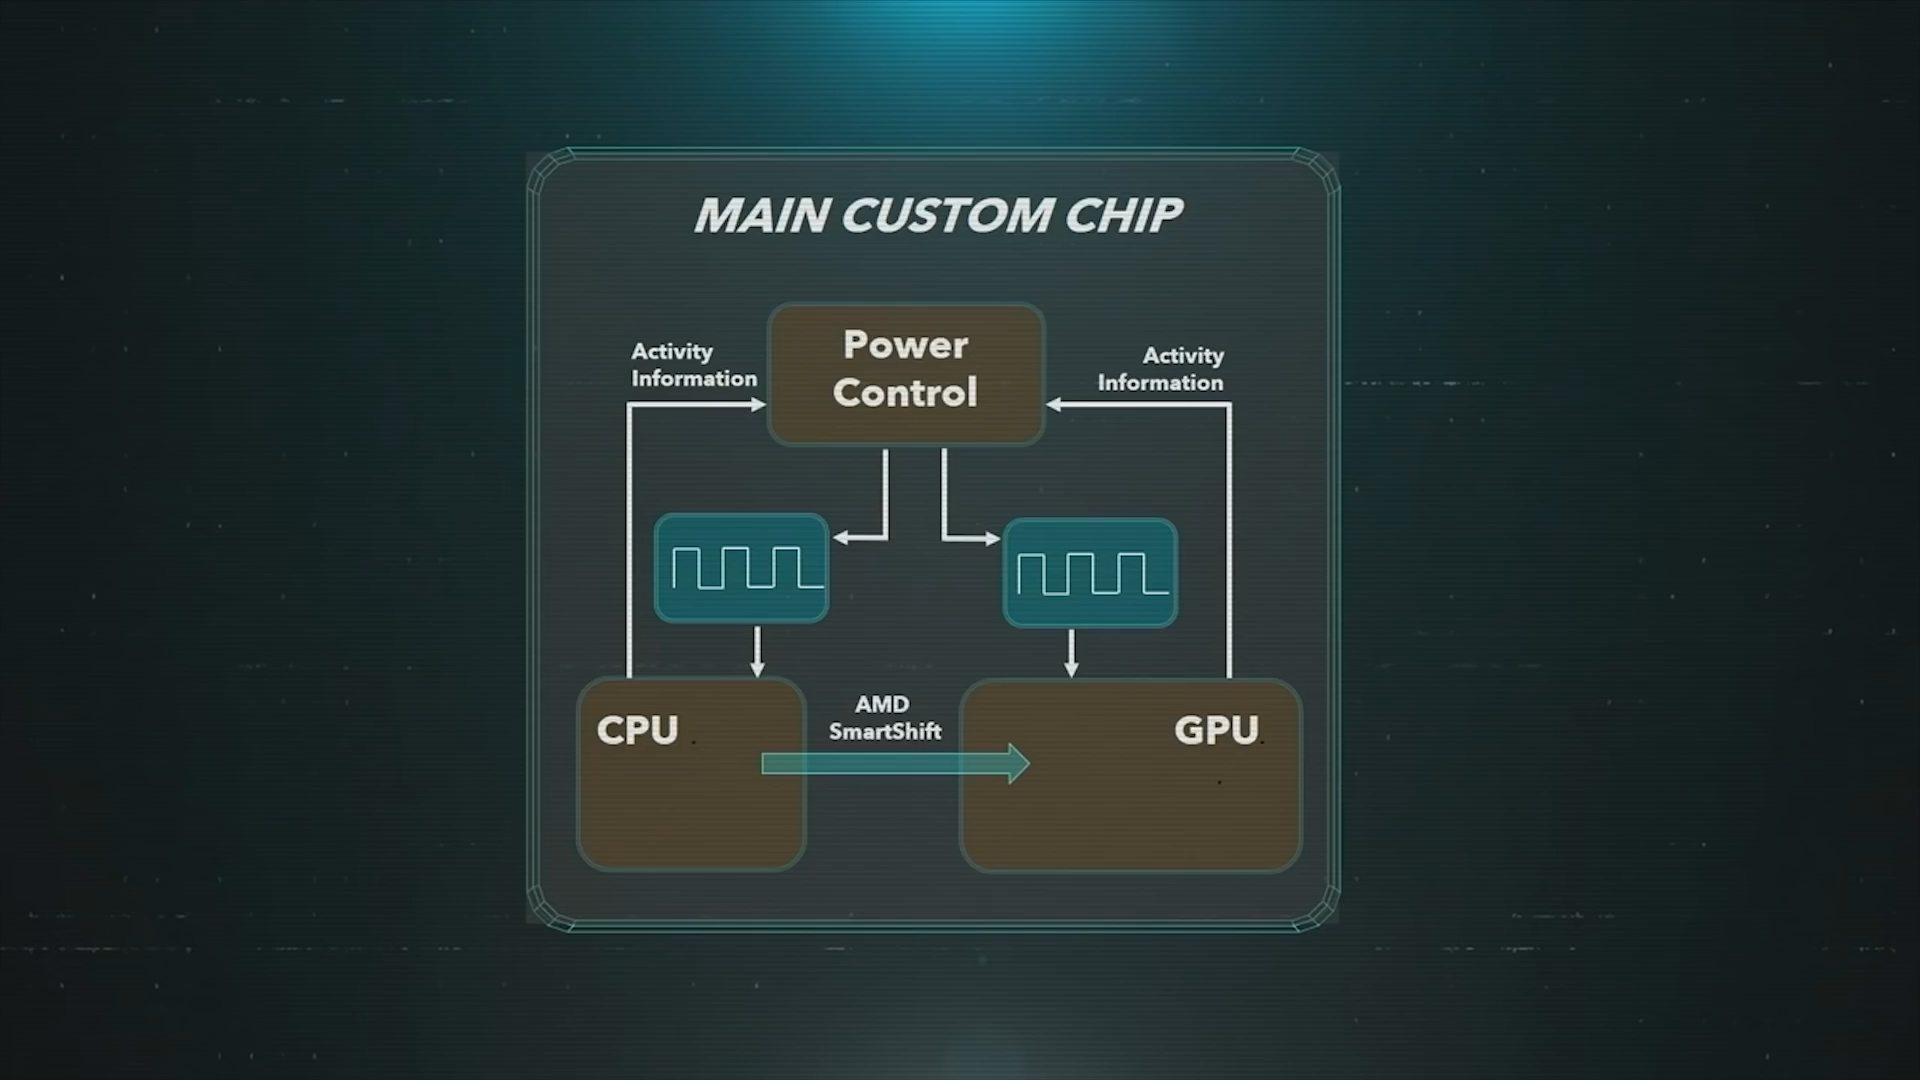 MAIN CUSTOM CHIP
Power
Control
Activity
Information
Activity
Information
CPU
AMD
SmartShift
GPU